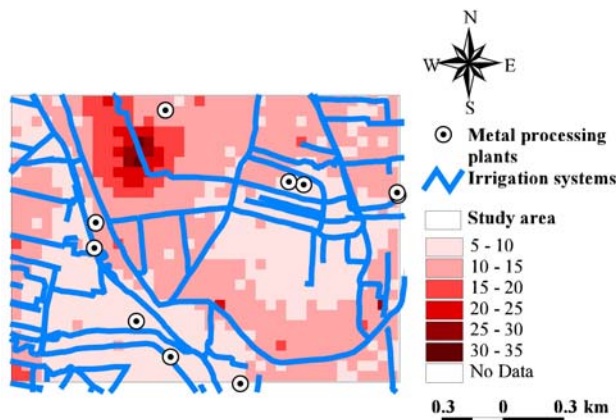 N
W E
S
Metal processing
plants
Irrigation systems
Study area
5 - 10
10 - 15
15 - 20
20 - 25
25 - 30
30 - 35
No Data
0.3 0 0.3 km